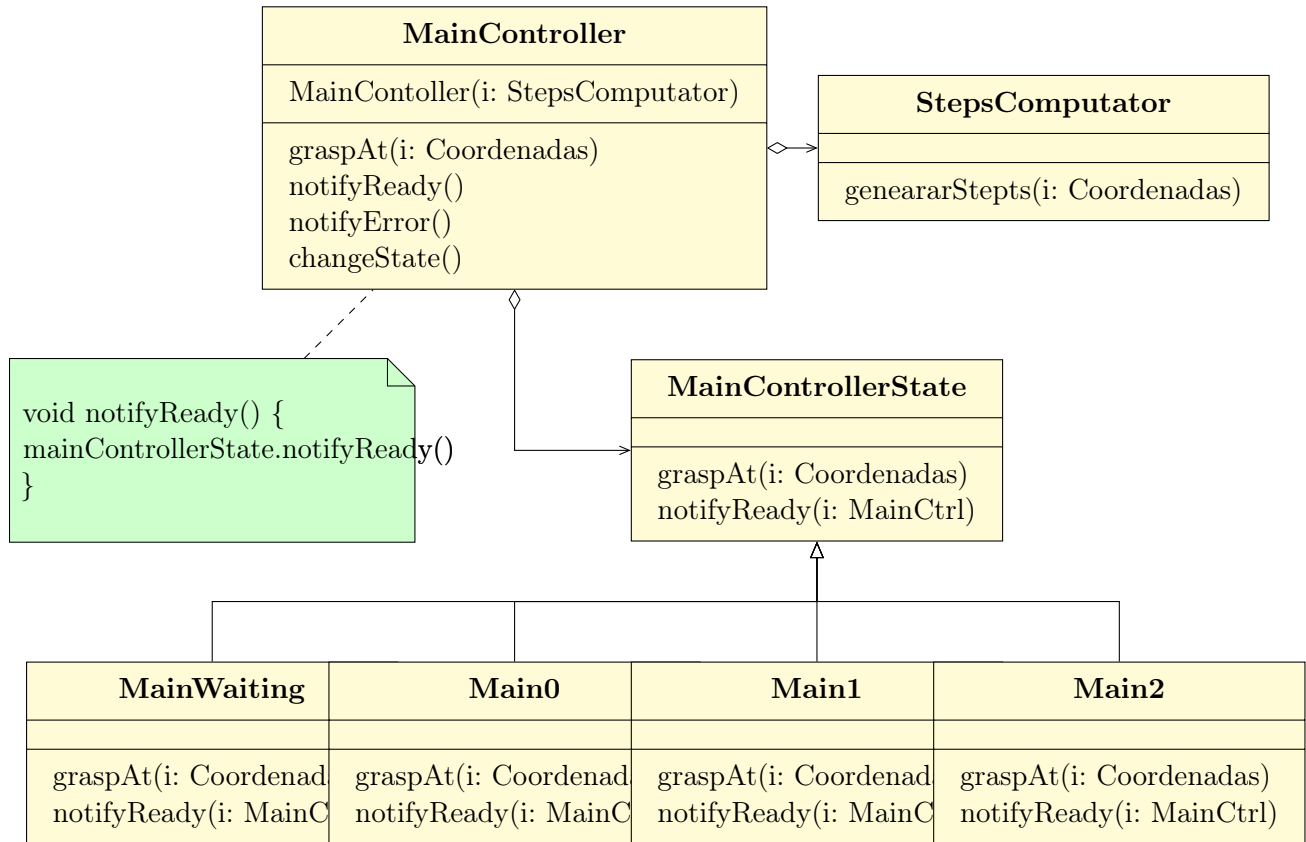 MainController
MainContoller(i: StepsComputator)
graspAt(i: Coordenadas)
notifyReady()
notifyError()
changeState()
StepsComputator
geneararStepts(i: Coordenadas)
void notifyReady() {
mainControllerState.notifyReady()
}
MainControllerState
graspAt(i: Coordenadas)
notifyReady(i: MainCtrl)
MainWaiting
graspAt(i: Coordenad
notifyReady(i: MainC
Main0
graspAt(i: Coordenad
notifyReady(i: MainC
Main1
graspAt(i: Coordenad
notifyReady(i: MainC
Main2
graspAt(i: Coordenadas)
notifyReady(i: MainCtrl)